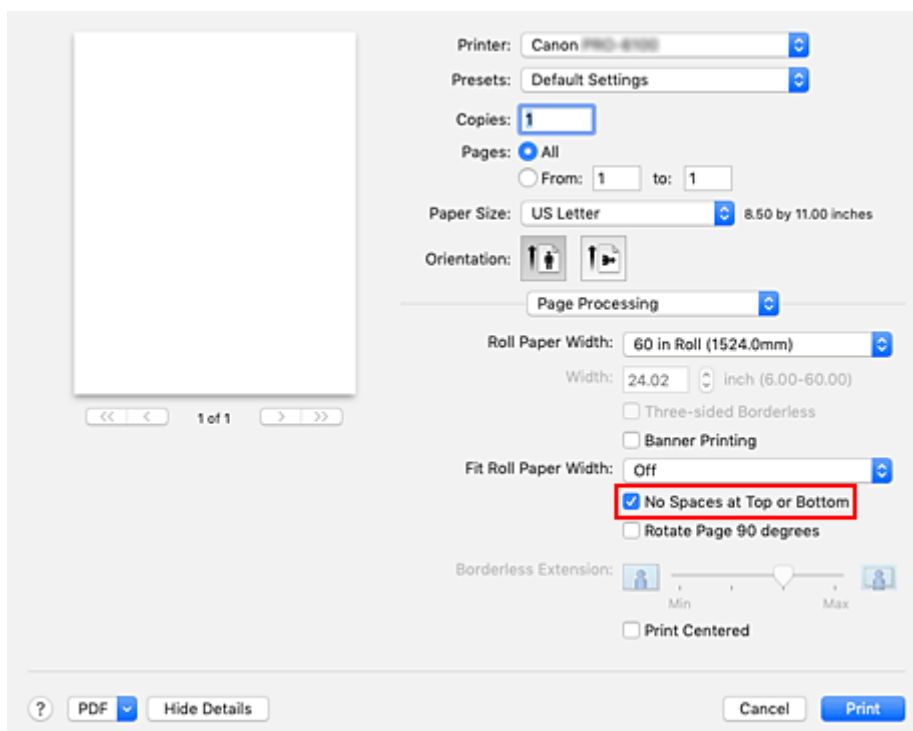 Printer: Canon
Presets: Default Settings
Copies: 1
Pages: All
From: 1 to: 1
Paper Size: US Letter 8.50 by 11.00 inches
Orientation:
Page Processing
Roll Paper Width: 60 in Roll (1524.0mm)
Width: 24.02 inch (6.00-60.00)
Three-sided Borderless
1 of 1
Banner Printing
Fit Roll Paper Width: Off
No Spaces at Top or Bottom
Rotate Page 90 degrees
Borderless Extension:
Min Max
Print Centered
? PDF Hide Details Cancel Print